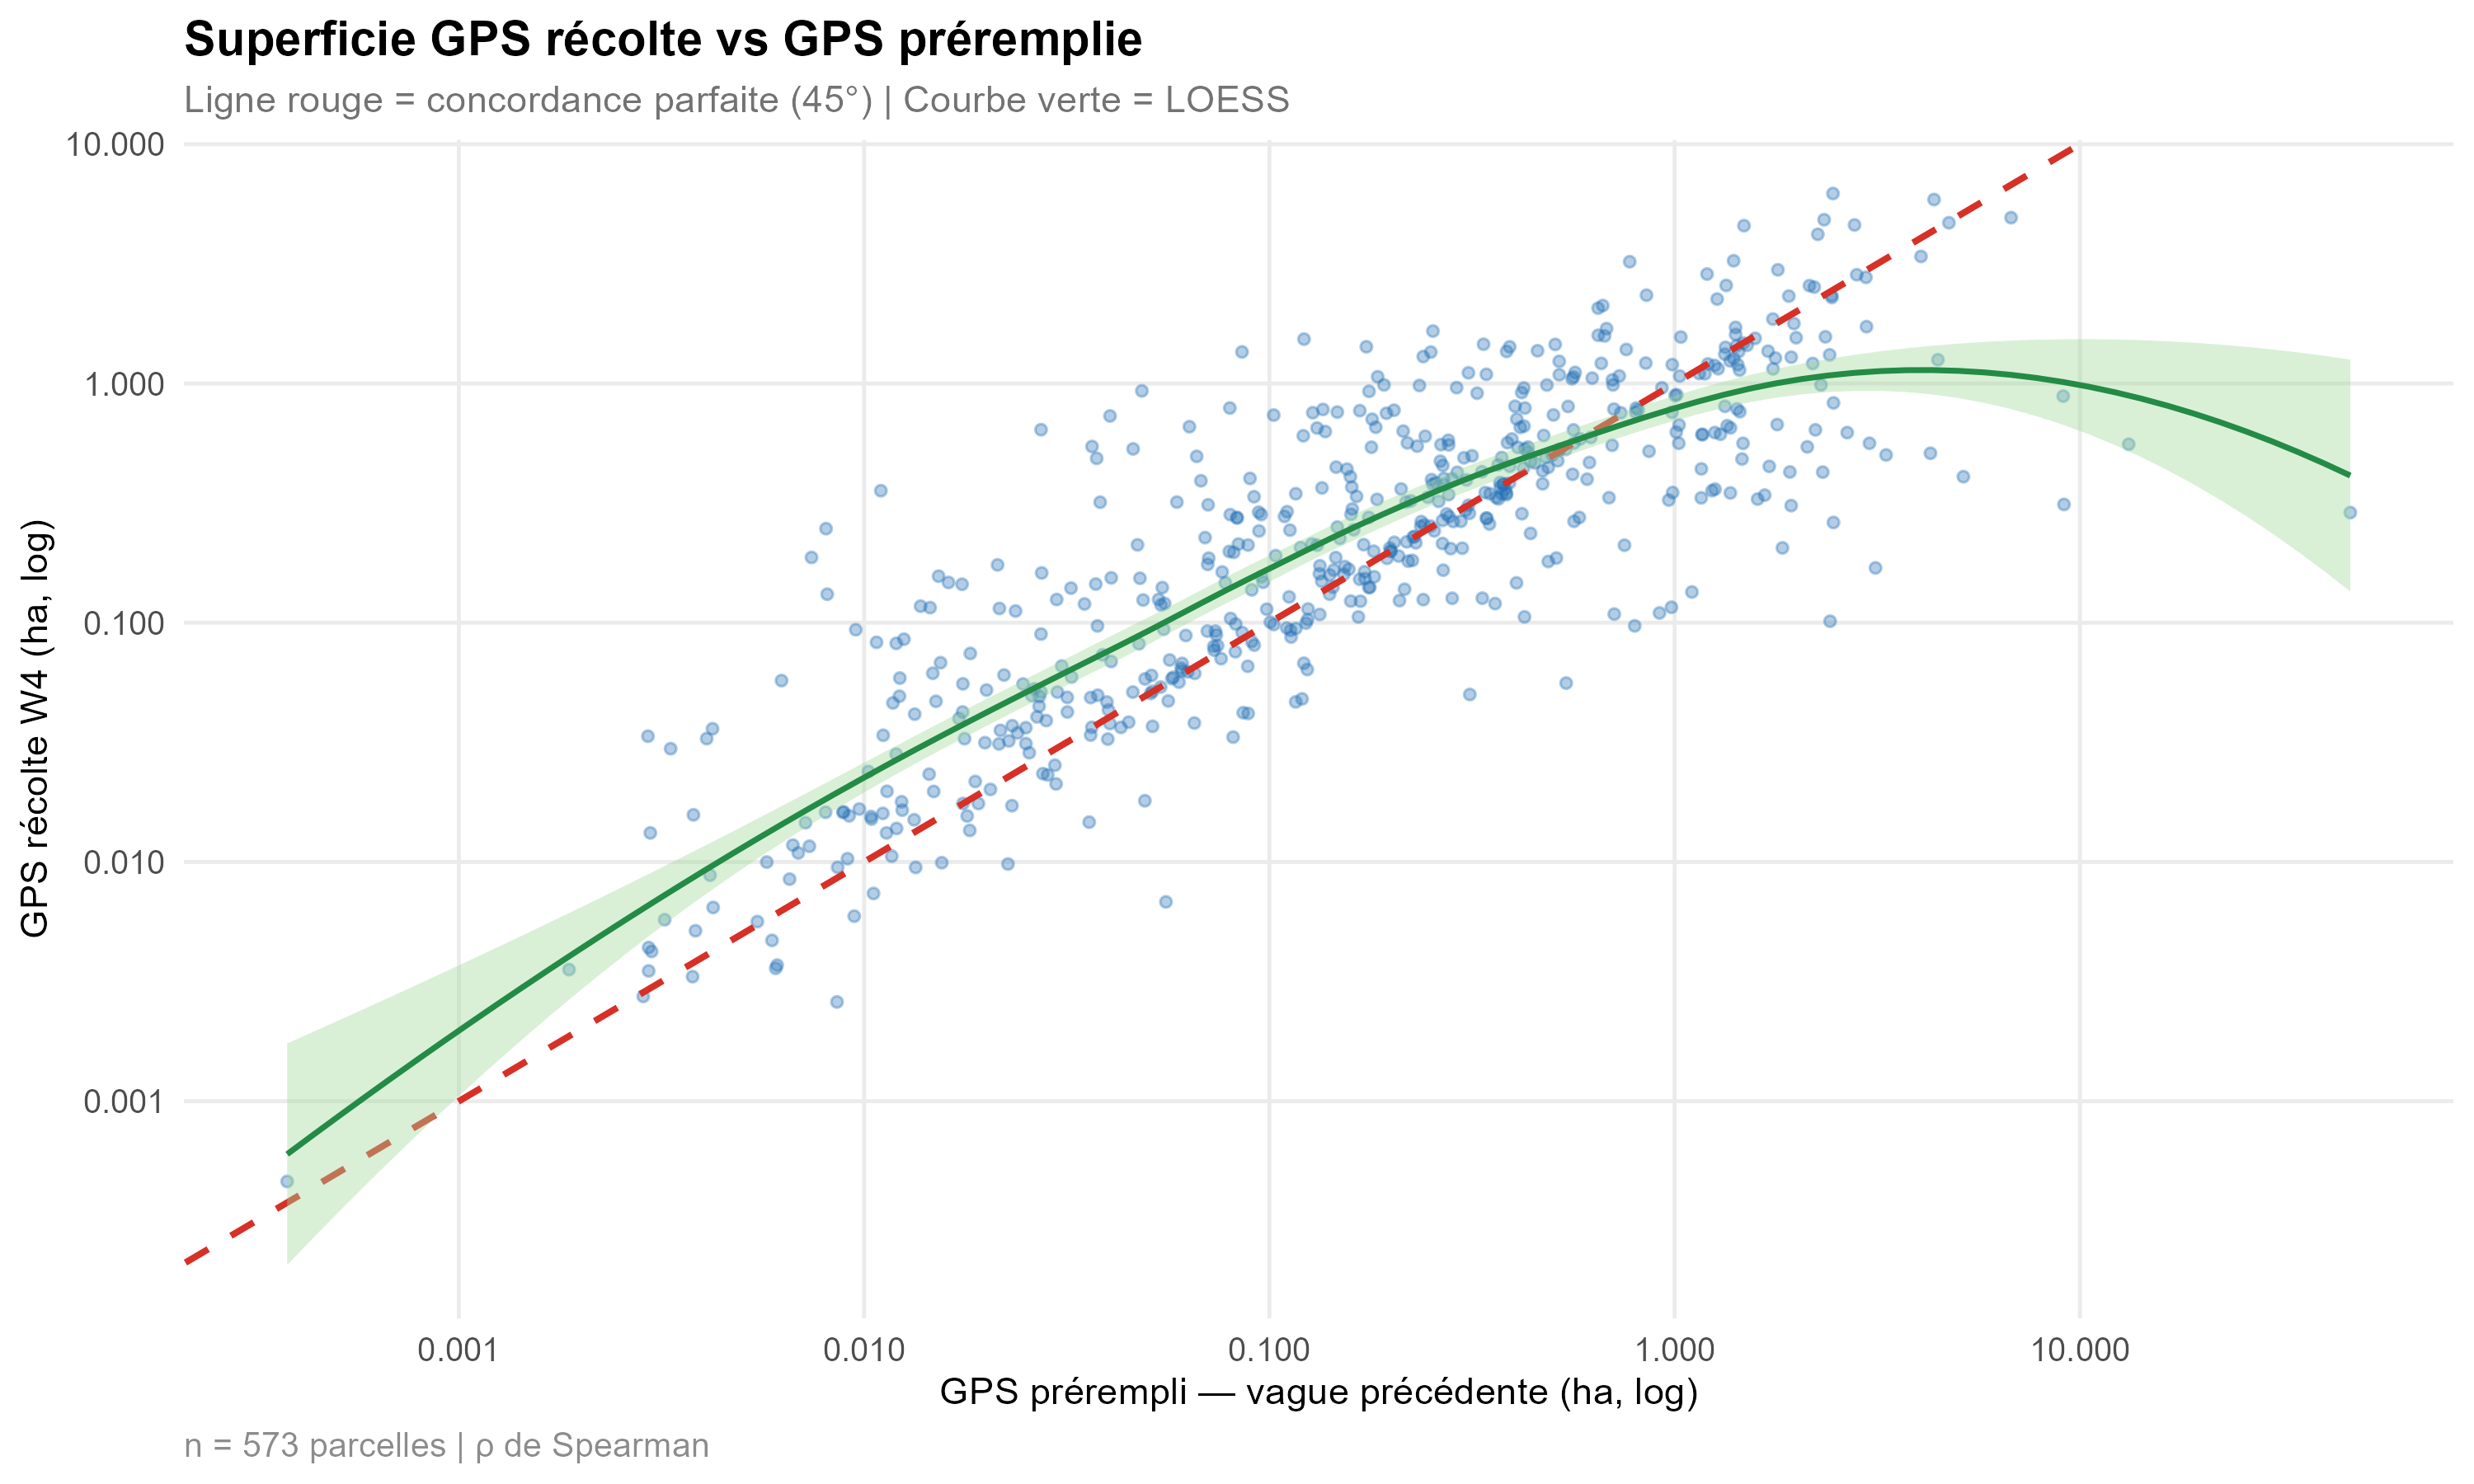 Superficie GPS récolte vs GPS préremplie
Ligne rouge = concordance parfaite (45°) | Courbe verte = LOESS
10.000
1.000
0.100
0.010
0.001
GPS récolte W4 (ha, log)
0.001
0.010
0.100
1.000
10.000
GPS prérempli — vague précédente (ha, log)
n = 573 parcelles | ρ de Spearman